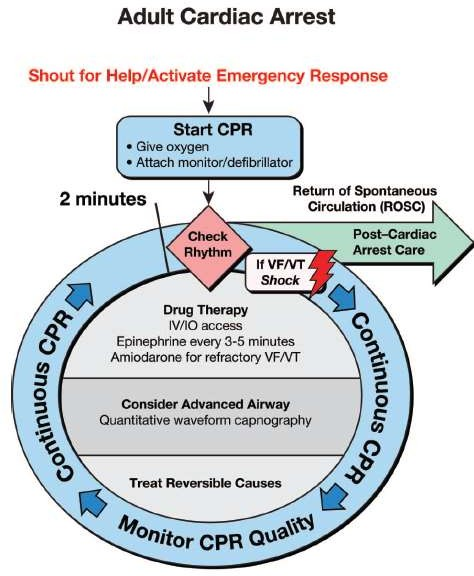 Adult Cardiac Arrest
Shout for Help/Activate Emergency Response
Start CPR
• Give oxygen
• Attach monitor/defibrillator
2 minutes
Return of Spontaneous
Circulation (ROSC)
Check
Rhythm
Post–Cardiac
Arrest Care
If VF/VT
Shock
Drug Therapy
IV/IO access
Epinephrine every 3-5 minutes
Amiodarone for refractory VF/VT
Consider Advanced Airway
Quantitative waveform capnography
Treat Reversible Causes
Continuous CPR
Continuous CPR
Monitor CPR Quality